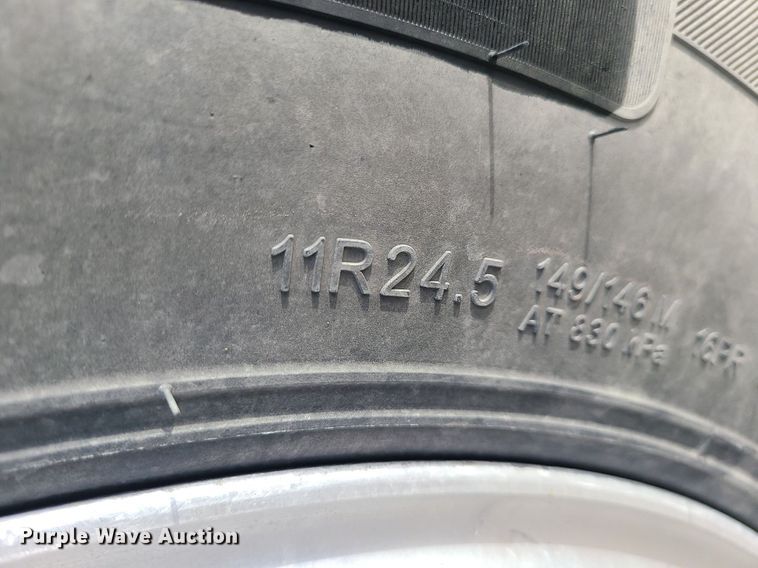 11R24.5 149/146 M 16PR
AT 830 kPa
Purple Wave Auction